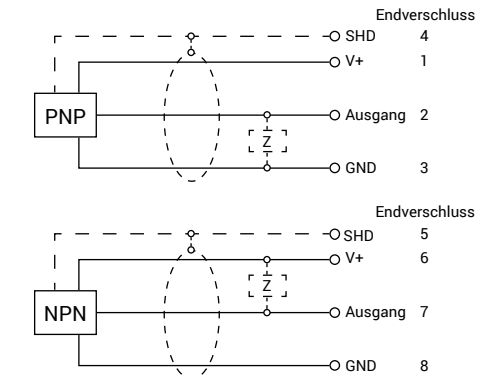 Endverschluss
SHD 4
V+ 1
PNP
Ausgang 2
Z
GND 3
Endverschluss
SHD 5
V+ 6
Z
NPN
Ausgang 7
GND 8